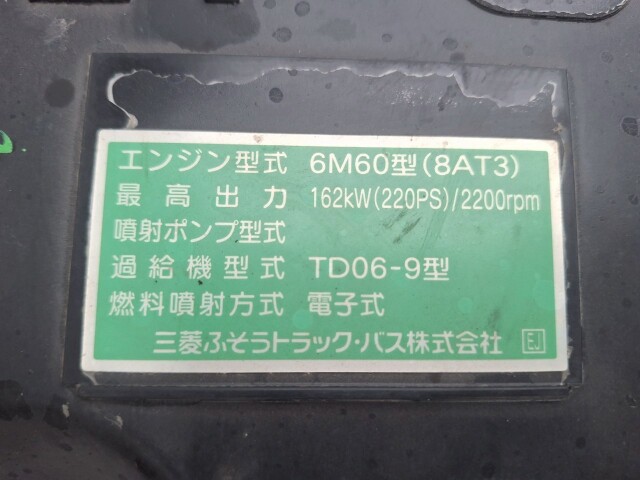 エンジン型式 6M60型(8AT3)
最高出力 162kW(220PS)/2200rpm
噴射ポンプ型式
過給機型式 TD06-9型
燃料噴射方式 電子式
三菱ふそうトラック・バス株式会社 EJ